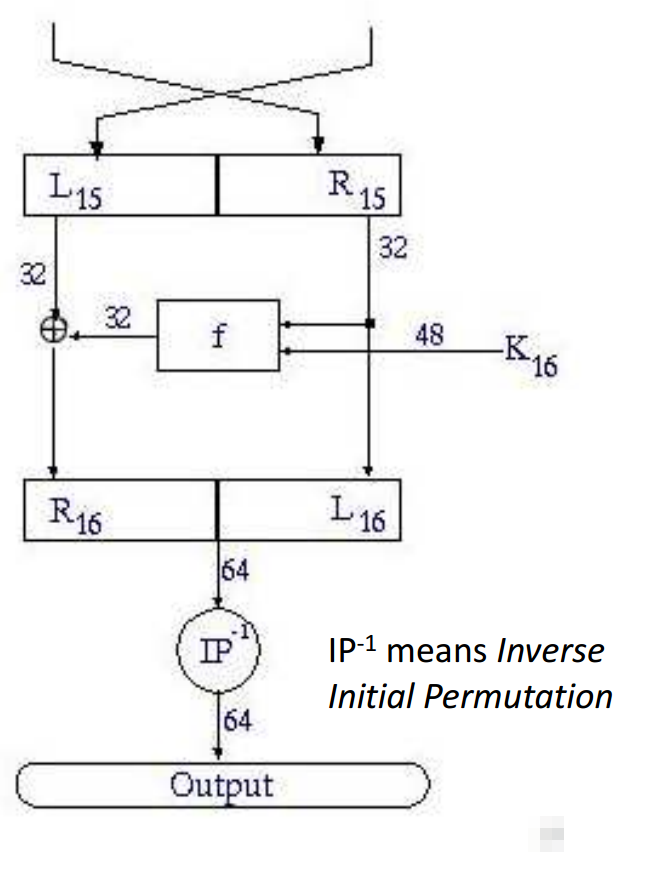 L15
R15
32
32
32
f
48
K16
R16
L16
64
IP-1
IP-1 means Inverse
Initial Permutation
64
Output